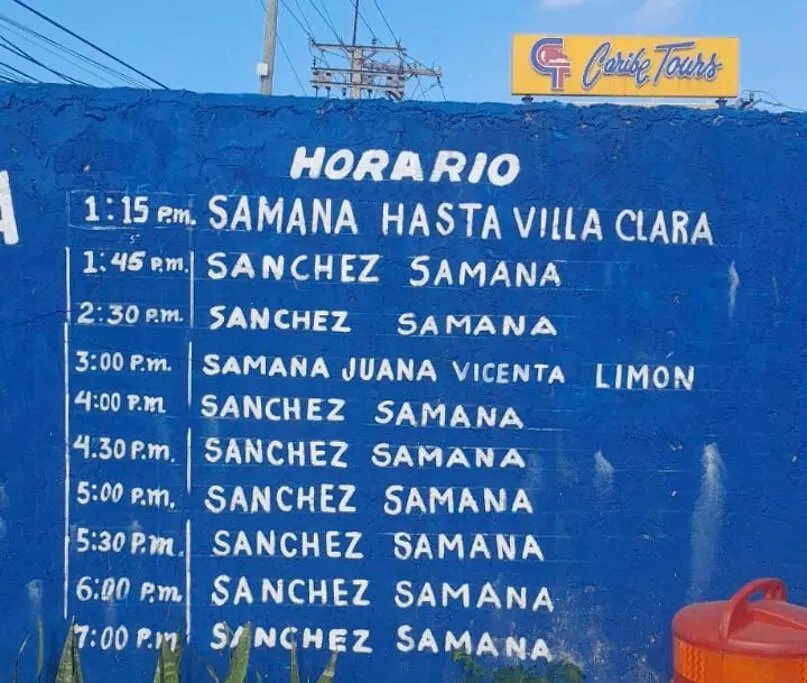 CT Caribe Tours
HORARIO
A
1:15 P.m. SAMANA HASTA VILLA CLARA
1:45 P.m. SANCHEZ SAMANA
2:30 P.m. SANCHEZ SAMANA
3:00 P.m. SAMANA JUANA VICENTA LIMON
4:00 P.m SANCHEZ SAMANA
4.30 P.m. SANCHEZ SAMANA
5:00 P.m. SANCHEZ SAMANA
5:30 P.m. SANCHEZ SAMANA
6:00 P.m. SANCHEZ SAMANA
7:00 P.m SANCHEZ SAMANA